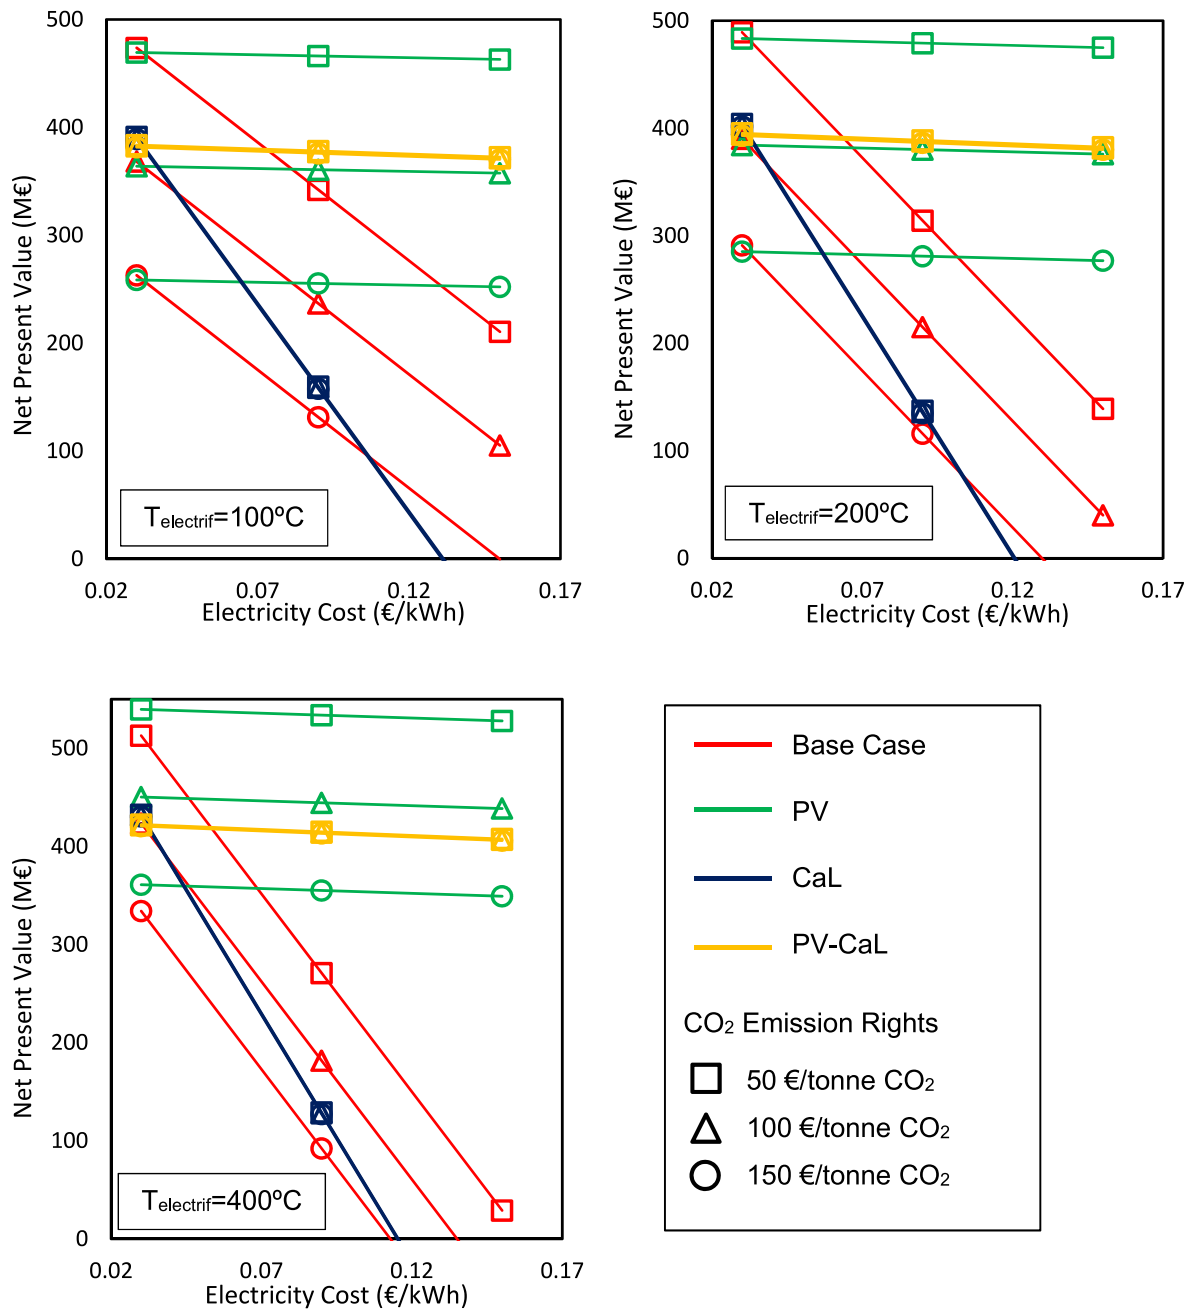 500
400
300
200
100
0
Net Present Value (M€)
Telectrif=100ºC
0.02 0.07 0.12 0.17
Electricity Cost (€/kWh)
500
400
300
200
100
0
Net Present Value (M€)
Telectrif=200ºC
0.02 0.07 0.12 0.17
Electricity Cost (€/kWh)
500
400
300
200
100
0
Net Present Value (M€)
Telectrif=400ºC
0.02 0.07 0.12 0.17
Electricity Cost (€/kWh)
Base Case
PV
CaL
PV-CaL
CO2 Emission Rights
50 €/tonne CO2
100 €/tonne CO2
150 €/tonne CO2